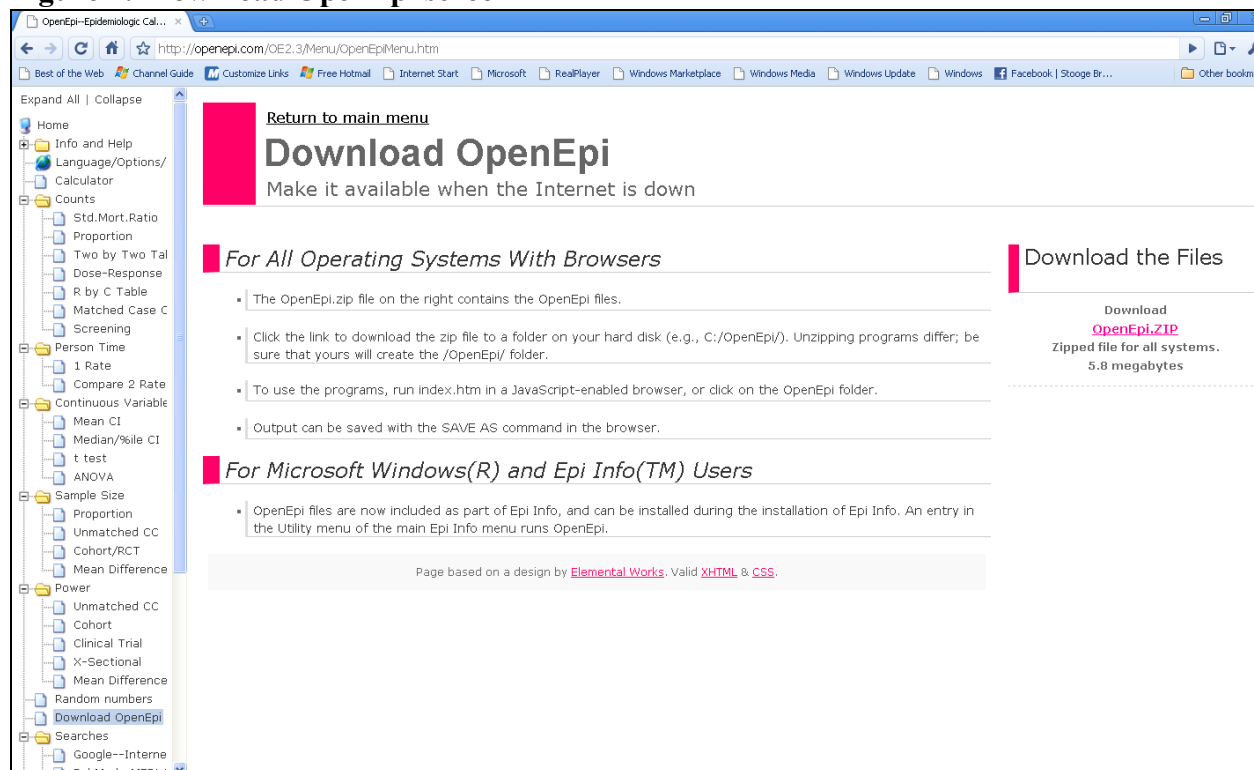 OpenEpi--Epidemiologic Cal...
http://openepi.com/OE2.3/Menu/OpenEpiMenu.htm
Best of the Web Channel Guide Customize Links Free Hotmail Internet Start Microsoft RealPlayer Windows Marketplace Windows Media Windows Update Windows Facebook | Stooge Br... Other bookm
Expand All | Collapse
Home
Info and Help
Language/Options/
Calculator
Counts
Std.Mort.Ratio
Proportion
Two by Two Tal
Dose-Response
R by C Table
Matched Case C
Screening
Person Time
1 Rate
Compare 2 Rate
Continuous Variable
Mean CI
Median/%ile CI
t test
ANOVA
Sample Size
Proportion
Unmatched CC
Cohort/RCT
Mean Difference
Power
Unmatched CC
Cohort
Clinical Trial
X-Sectional
Mean Difference
Random numbers
Download OpenEpi
Searches
Google--Interne
Return to main menu
Download OpenEpi
Make it available when the Internet is down
For All Operating Systems With Browsers
The OpenEpi.zip file on the right contains the OpenEpi files.
Click the link to download the zip file to a folder on your hard disk (e.g., C:/OpenEpi/). Unzipping programs differ; be
sure that yours will create the /OpenEpi/ folder.
To use the programs, run index.htm in a JavaScript-enabled browser, or click on the OpenEpi folder.
Output can be saved with the SAVE AS command in the browser.
For Microsoft Windows(R) and Epi Info(TM) Users
OpenEpi files are now included as part of Epi Info, and can be installed during the installation of Epi Info. An entry in
the Utility menu of the main Epi Info menu runs OpenEpi.
Page based on a design by Elemental Works. Valid XHTML & CSS.
Download the Files
Download
OpenEpi.ZIP
Zipped file for all systems.
5.8 megabytes